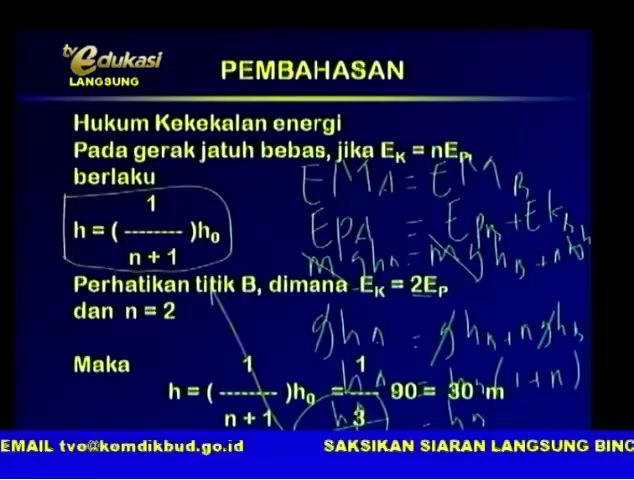 tv edukasi
LANGSUNG
PEMBAHASAN
Hukum Kekekalan energi
Pada gerak jatuh bebas, jika EK = nEP,
berlaku
1
h = ( -------- )h0
n + 1
EMA = EMB
EPA = EPB + EKB
Perhatikan titik B, dimana EK = 2EP
dan n = 2
Maka
1 1
h = ( -------- )h0 = ---- 90 = 30 m
n + 1 3
(1+n)
EMAIL tve@kemdikbud.go.id SAKSIKAN SIARAN LANGSUNG BINC